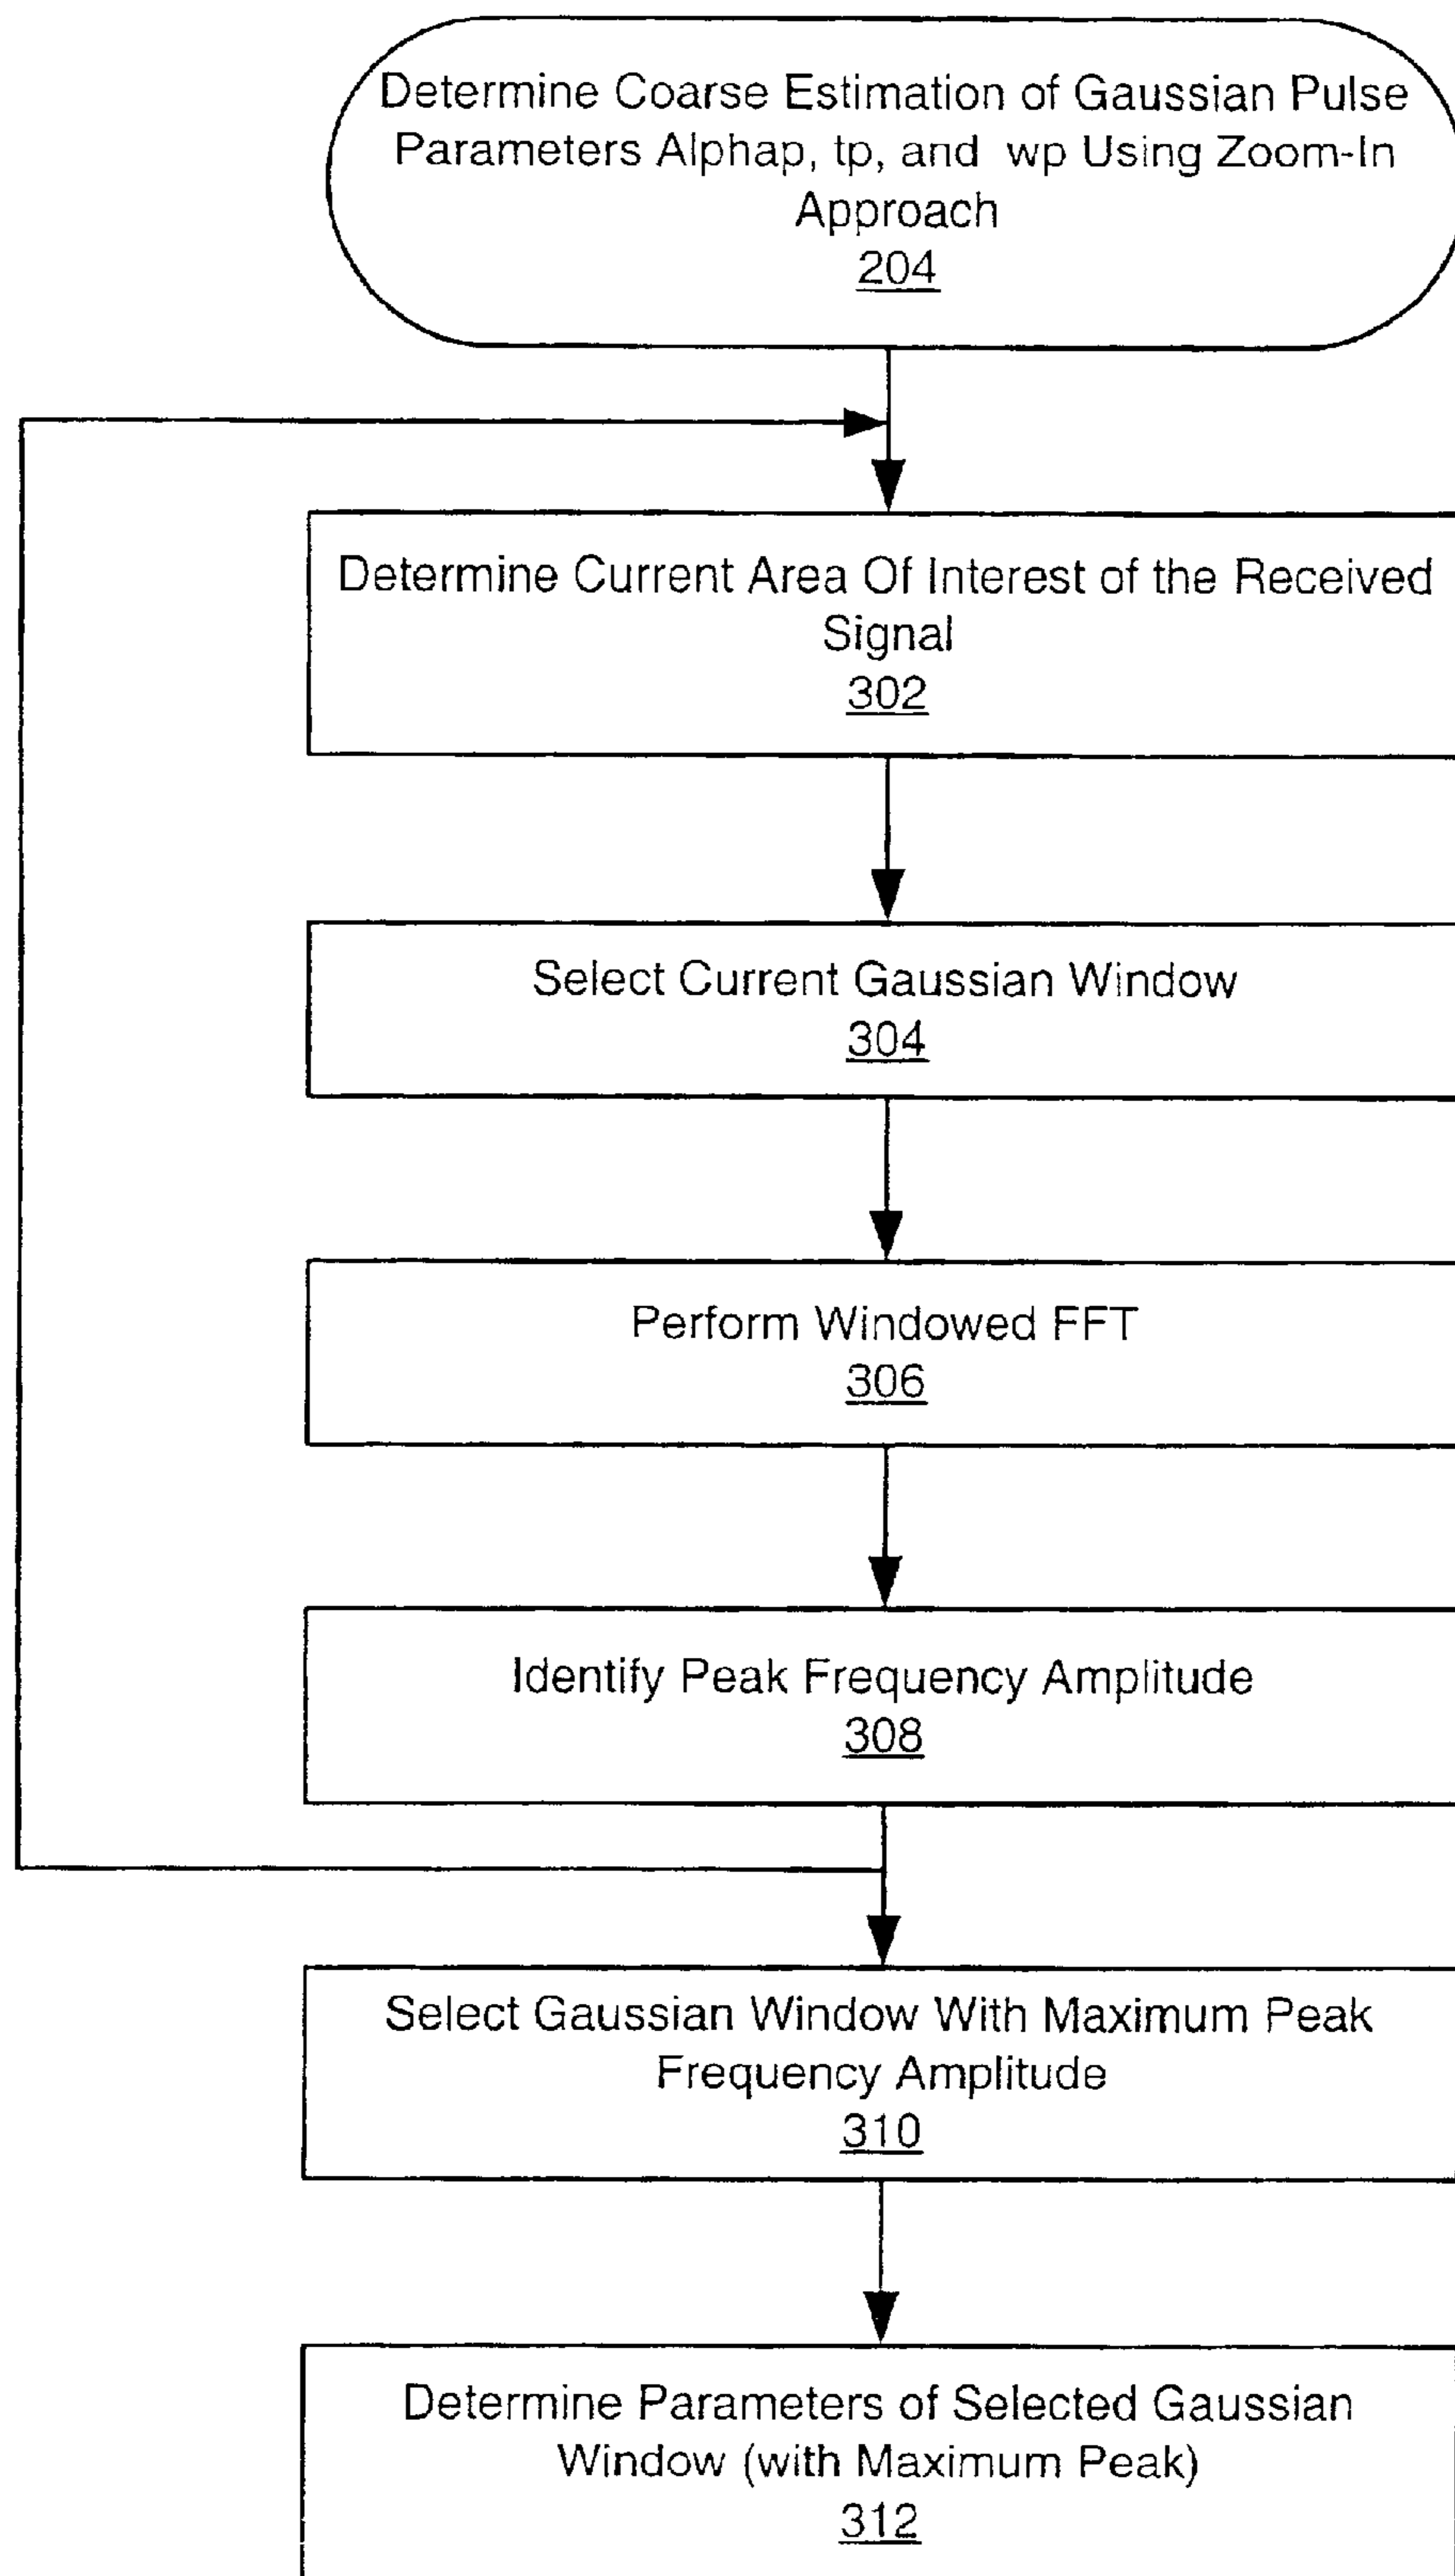 Determine Coarse Estimation of Gaussian Pulse
Parameters Alphap, tp, and wp Using Zoom-In
Approach
204
Determine Current Area Of Interest of the Received
Signal
302
Select Current Gaussian Window
304
Perform Windowed FFT
306
Identify Peak Frequency Amplitude
308
Select Gaussian Window With Maximum Peak
Frequency Amplitude
310
Determine Parameters of Selected Gaussian
Window (with Maximum Peak)
312